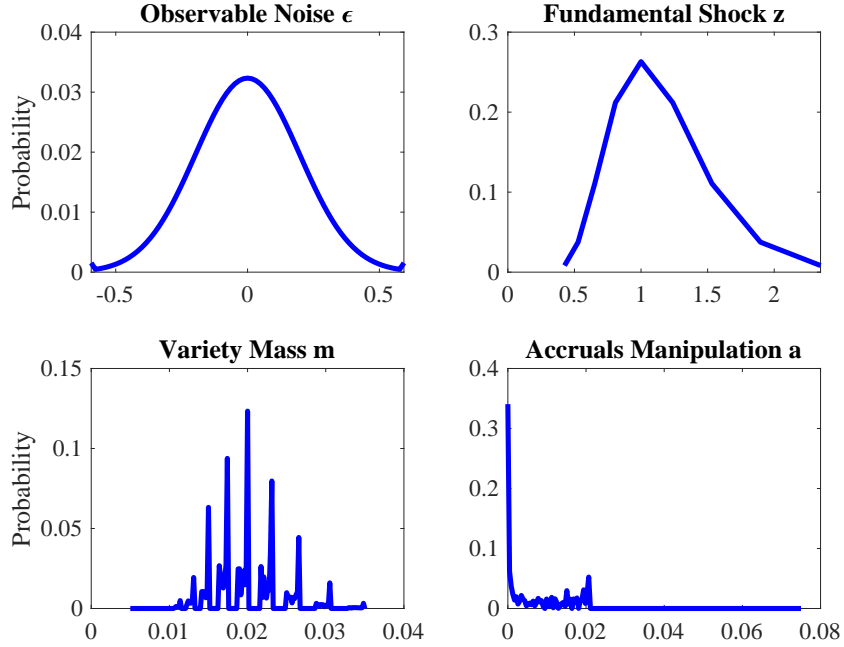 Observable Noise ϵ
Probability
0.04
0.03
0.02
0.01
0
-0.5 0 0.5
Fundamental Shock z
0.3
0.2
0.1
0
0 0.5 1 1.5 2
Variety Mass m
Probability
0.15
0.1
0.05
0
0 0.01 0.02 0.03 0.04
Accruals Manipulation a
0.4
0.3
0.2
0.1
0
0 0.02 0.04 0.06 0.08